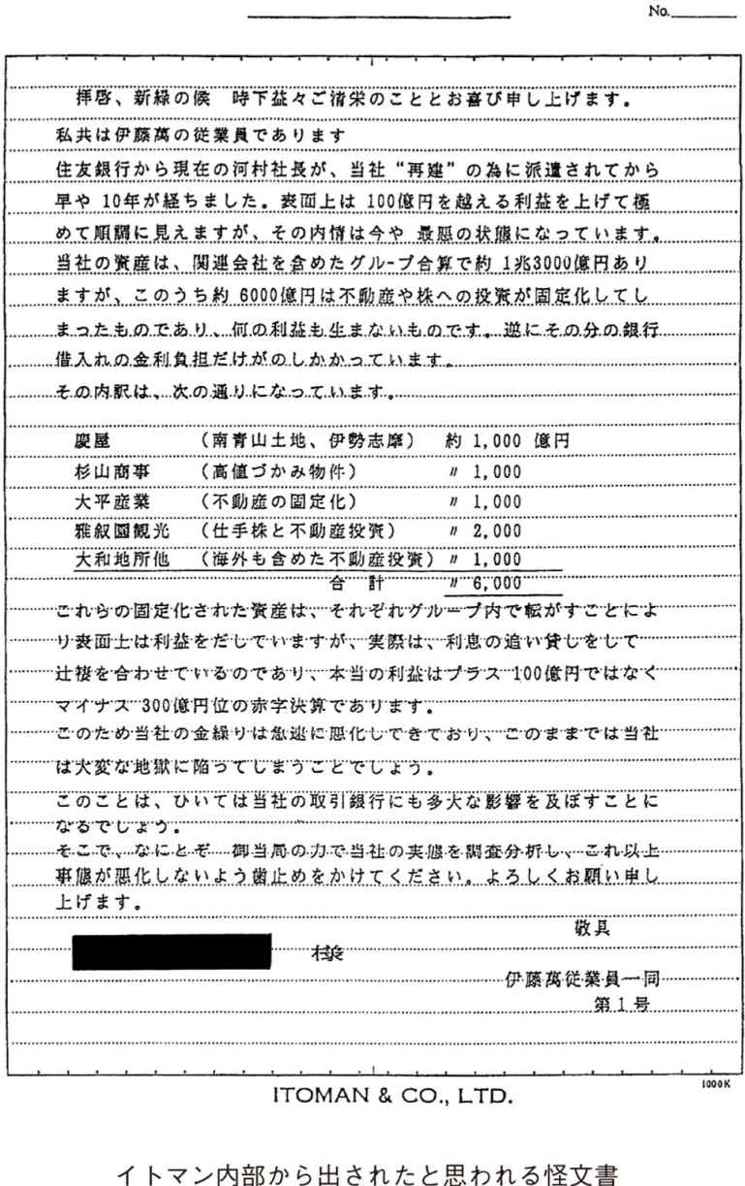 No.
拝啓、新緑の候 時下益々ご清栄のこととお喜び申し上げます。
私共は伊藤萬の従業員であります
住友銀行から現在の河村社長が、当社“再建”の為に派遣されてから
早や 10年が経ちました。表面上は 100億円を越える利益を上げて極
めて順調に見えますが、その内情は今や 最悪の状態になっています。
当社の資産は、関連会社を含めたグループ合算で約 1兆3000億円あり
ますが、このうち約 6000億円は不動産や株への投資が固定化してし
まったものであり、何の利益も生まないものです。逆にその分の銀行
借入れの金利負担だけがのしかかっています。
その内訳は、次の通りになっています。
慶屋 （南青山土地、伊勢志摩） 約 1,000 億円
杉山商事 （高値づかみ物件） 〃 1,000
大平産業 （不動産の固定化） 〃 1,000
雅叙園観光 （仕手株と不動産投資） 〃 2,000
大和地所他 （海外も含めた不動産投資） 〃 1,000
合 計 〃 6,000
これらの固定化された資産は、それぞれグループ内で転がすことによ
り表面上は利益をだしていますが、実際は、利息の追い貸しをして
辻褄を合わせているのであり、本当の利益はプラス 100億円ではなく
マイナス 300億円位の赤字決算であります。
このため当社の金繰りは急速に悪化してきており、このままでは当社
は大変な地獄に陥ってしまうことでしょう。
このことは、ひいては当社の取引銀行にも多大な影響を及ぼすことに
なるでしょう。
そこで、なにとぞ 御当局の力で当社の実態を調査分析し、これ以上
事態が悪化しないよう歯止めをかけてください。よろしくお願い申し
上げます。
敬具
様
伊藤萬従業員一同
第１号
1000K
ITOMAN & CO., LTD.
イトマン内部から出されたと思われる怪文書